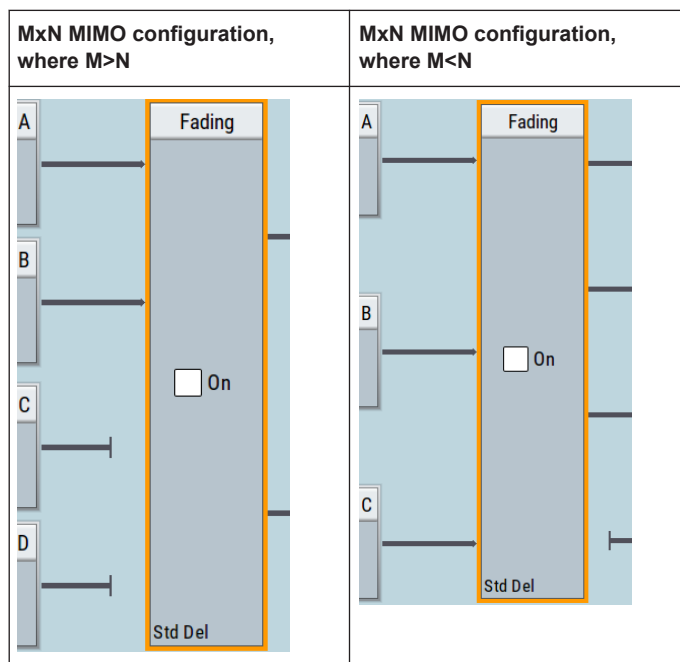 MxN MIMO configuration,
where M>N
MxN MIMO configuration,
where M<N
A
Fading
B
On
C
D
Std Del
A
Fading
B
On
C
Std Del